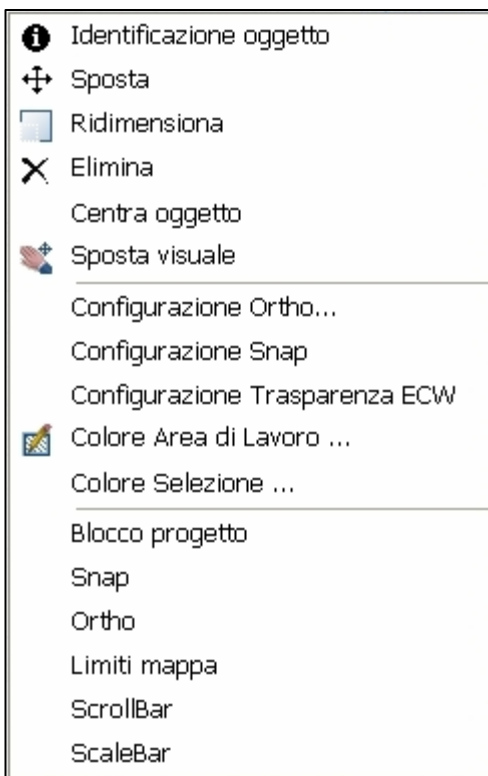 Identificazione oggetto
Sposta
Ridimensiona
Elimina
Centra oggetto
Sposta visuale
Configurazione Ortho...
Configurazione Snap
Configurazione Trasparenza ECW
Colore Area di Lavoro ...
Colore Selezione ...
Blocco progetto
Snap
Ortho
Limiti mappa
ScrollBar
ScaleBar